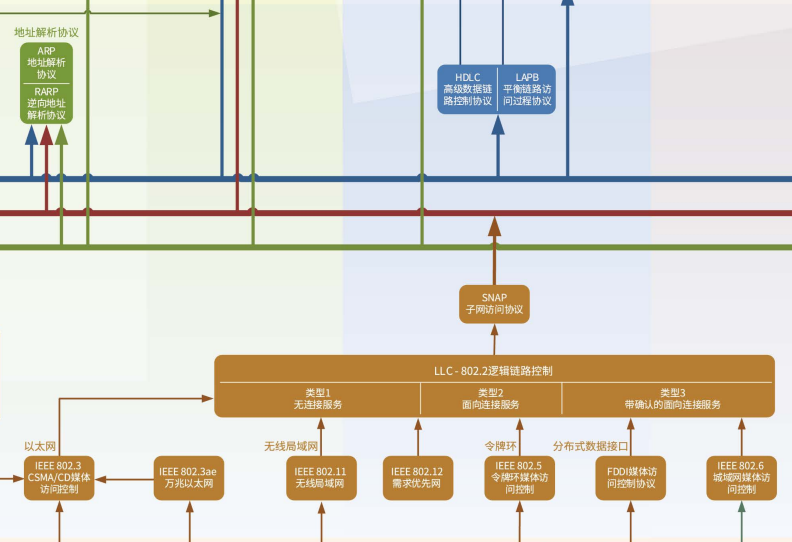 地址解析协议
ARP
地址解析
协议
RARP
逆向地址
解析协议
HDLC
高级数据链
路控制协议
LAPB
平衡链路访
问过程协议
SNAP
子网访问协议
LLC - 802.2逻辑链路控制
类型1
无连接服务
类型2
面向连接服务
类型3
带确认的面向连接服务
以太网
无线局域网
令牌环
分布式数据接口
IEEE 802.3
CSMA/CD媒体
访问控制
IEEE 802.3ae
万兆以太网
IEEE 802.11
无线局域网
IEEE 802.12
需求优先网
IEEE 802.5
令牌环媒体访
问控制
FDDI媒体访
问控制协议
IEEE 802.6
城域网媒体访
问控制